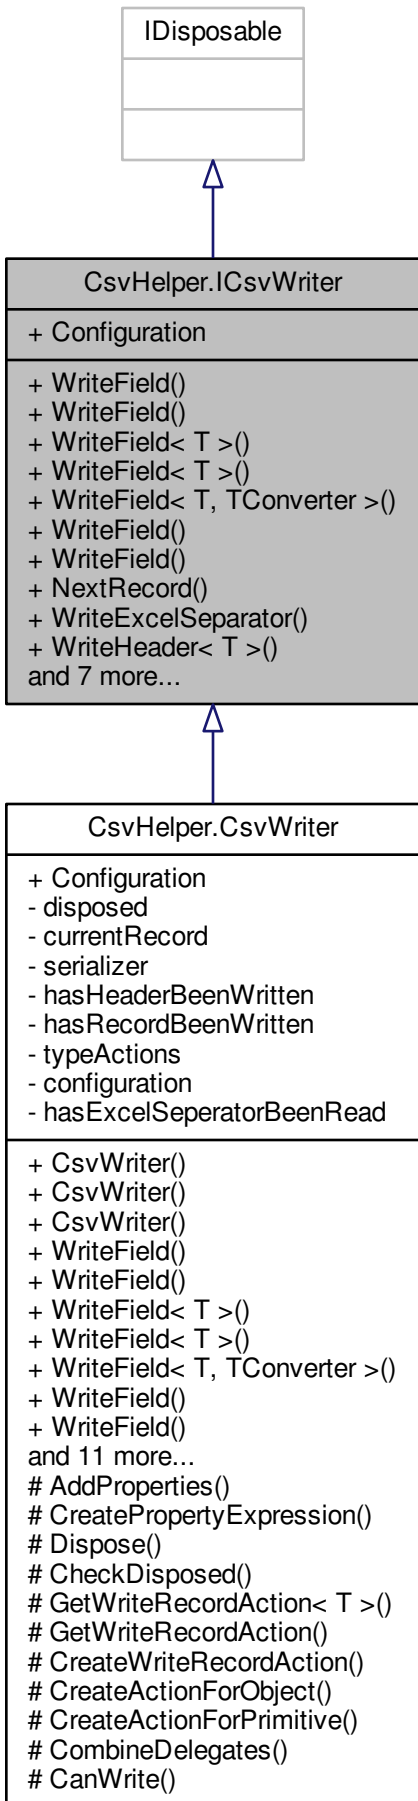 IDisposable
CsvHelper.ICsvWriter
+ Configuration
+ WriteField()
+ WriteField()
+ WriteField< T >()
+ WriteField< T >()
+ WriteField< T, TConverter >()
+ WriteField()
+ WriteField()
+ NextRecord()
+ WriteExcelSeparator()
+ WriteHeader< T >()
and 7 more...
CsvHelper.CsvWriter
+ Configuration
- disposed
- currentRecord
- serializer
- hasHeaderBeenWritten
- hasRecordBeenWritten
- typeActions
- configuration
- hasExcelSeperatorBeenRead
+ CsvWriter()
+ CsvWriter()
+ CsvWriter()
+ WriteField()
+ WriteField()
+ WriteField< T >()
+ WriteField< T >()
+ WriteField< T, TConverter >()
+ WriteField()
+ WriteField()
and 11 more...
# AddProperties()
# CreatePropertyExpression()
# Dispose()
# CheckDisposed()
# GetWriteRecordAction< T >()
# GetWriteRecordAction()
# CreateWriteRecordAction()
# CreateActionForObject()
# CreateActionForPrimitive()
# CombineDelegates()
# CanWrite()